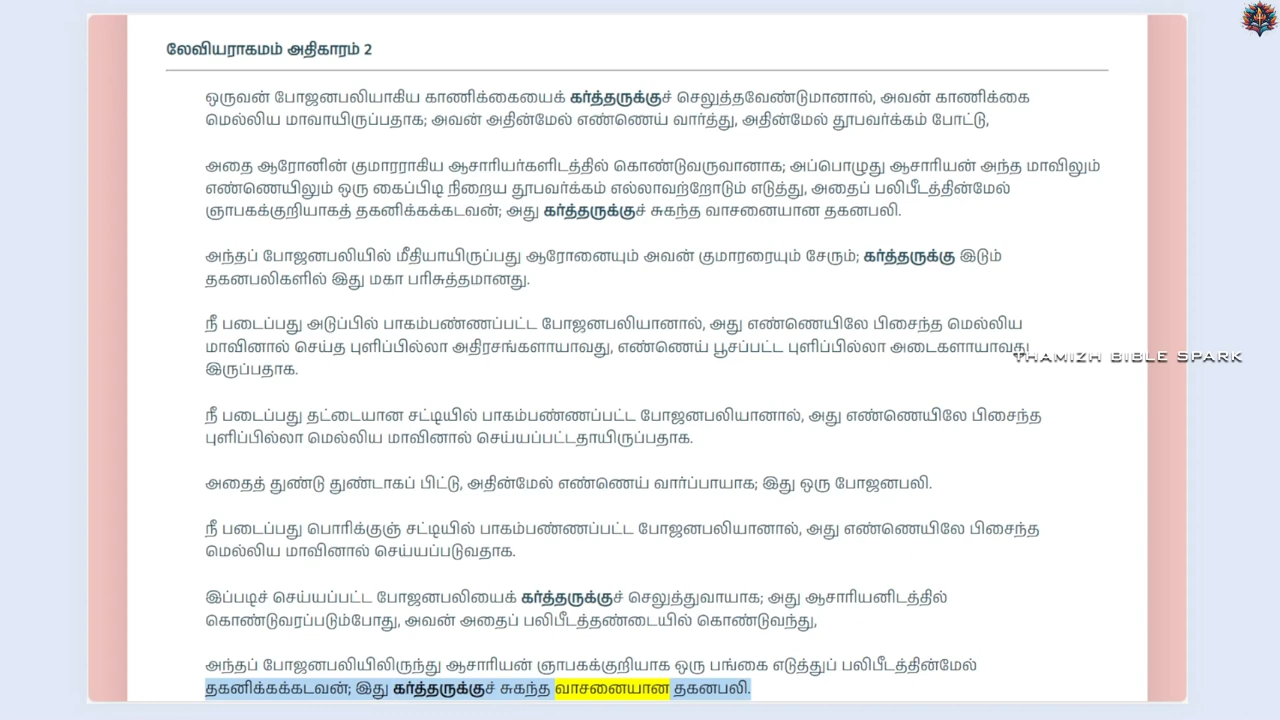 லேவியராகமம் அதிகாரம் 2
ஒருவன் போஜனபலியாகிய காணிக்கையைக் கர்த்தருக்குச் செலுத்தவேண்டுமானால், அவன் காணிக்கை
மெல்லிய மாவாயிருப்பதாக; அவன் அதின்மேல் எண்ணெய் வார்த்து, அதின்மேல் தூபவர்க்கம் போட்டு,
அதை ஆரோனின் குமாரராகிய ஆசாரியர்களிடத்தில் கொண்டுவருவானாக; அப்பொழுது ஆசாரியன் அந்த மாவிலும்
எண்ணெயிலும் ஒரு கைப்பிடி நிறைய தூபவர்க்கம் எல்லாவற்றோடும் எடுத்து, அதைப் பலிபீடத்தின்மேல்
ஞாபகக்குறியாகத் தகனிக்கக்கடவன்; அது கர்த்தருக்குச் சுகந்த வாசனையான தகனபலி.
அந்தப் போஜனபலியில் மீதியாயிருப்பது ஆரோனையும் அவன் குமாரரையும் சேரும்; கர்த்தருக்கு இடும்
தகனபலிகளில் இது மகா பரிசுத்தமானது.
நீ படைப்பது அடுப்பில் பாகம்பண்ணப்பட்ட போஜனபலியானால், அது எண்ணெயிலே பிசைந்த மெல்லிய
மாவினால் செய்த புளிப்பில்லா அதிரசங்களாயாவது, எண்ணெய் பூசப்பட்ட புளிப்பில்லா அடைகளாயாவது
THAMIZH BIBLE SPARK
இருப்பதாக.
நீ படைப்பது தட்டையான சட்டியில் பாகம்பண்ணப்பட்ட போஜனபலியானால், அது எண்ணெயிலே பிசைந்த
புளிப்பில்லா மெல்லிய மாவினால் செய்யப்பட்டதாயிருப்பதாக.
அதைத் துண்டு துண்டாகப் பிட்டு, அதின்மேல் எண்ணெய் வார்ப்பாயாக; இது ஒரு போஜனபலி.
நீ படைப்பது பொரிக்குஞ் சட்டியில் பாகம்பண்ணப்பட்ட போஜனபலியானால், அது எண்ணெயிலே பிசைந்த
மெல்லிய மாவினால் செய்யப்படுவதாக.
இப்படிச் செய்யப்பட்ட போஜனபலியைக் கர்த்தருக்குச் செலுத்துவாயாக; அது ஆசாரியனிடத்தில்
கொண்டுவரப்படும்போது, அவன் அதைப் பலிபீடத்தண்டையில் கொண்டுவந்து,
அந்தப் போஜனபலியிலிருந்து ஆசாரியன் ஞாபகக்குறியாக ஒரு பங்கை எடுத்துப் பலிபீடத்தின்மேல்
தகனிக்கக்கடவன்; இது கர்த்தருக்குச் சுகந்த வாசனையான தகனபலி.